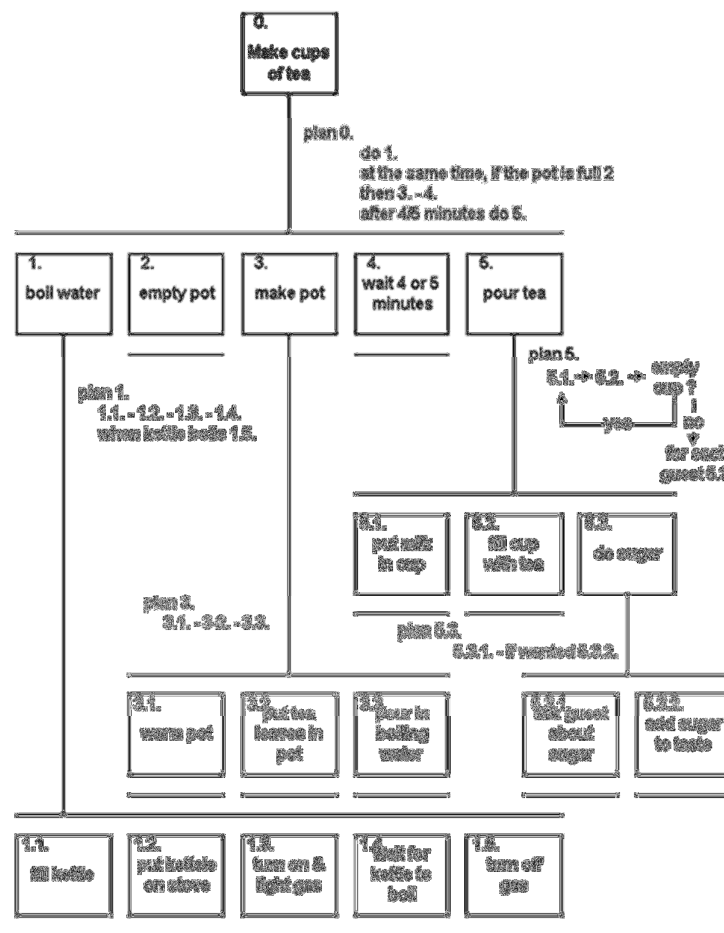 0.
Make cups
of tea
plan 0.
do 1.
at the same time, if the pot is full 2
then 3. - 4.
after 4/5 minutes do 5.
1.
boil water
2.
empty pot
3.
make pot
4.
wait 4 or 5
minutes
5.
pour tea
plan 1.
1.1. - 1.2. - 1.3. - 1.4.
when kettle boils 1.5.
plan 5.
5.1. 5.2. empty
cup ?
yes
no
for each
guest 5.3
5.1.
put milk
in cup
5.2.
fill cup
with tea
5.3.
do sugar
plan 3.
3.1. - 3.2. - 3.3.
plan 5.3.
5.3.1. - if wanted 5.3.2.
3.1.
warm pot
3.2.
put tea
leaves in
pot
3.3.
pour in
boiling
water
5.3.1.
ask guest
about
sugar
5.3.2.
add sugar
to taste
1.1.
fill kettle
1.2.
put kettle
on stove
1.3.
turn on &
light gas
1.4.
wait for
kettle to
boil
1.5.
turn off
gas